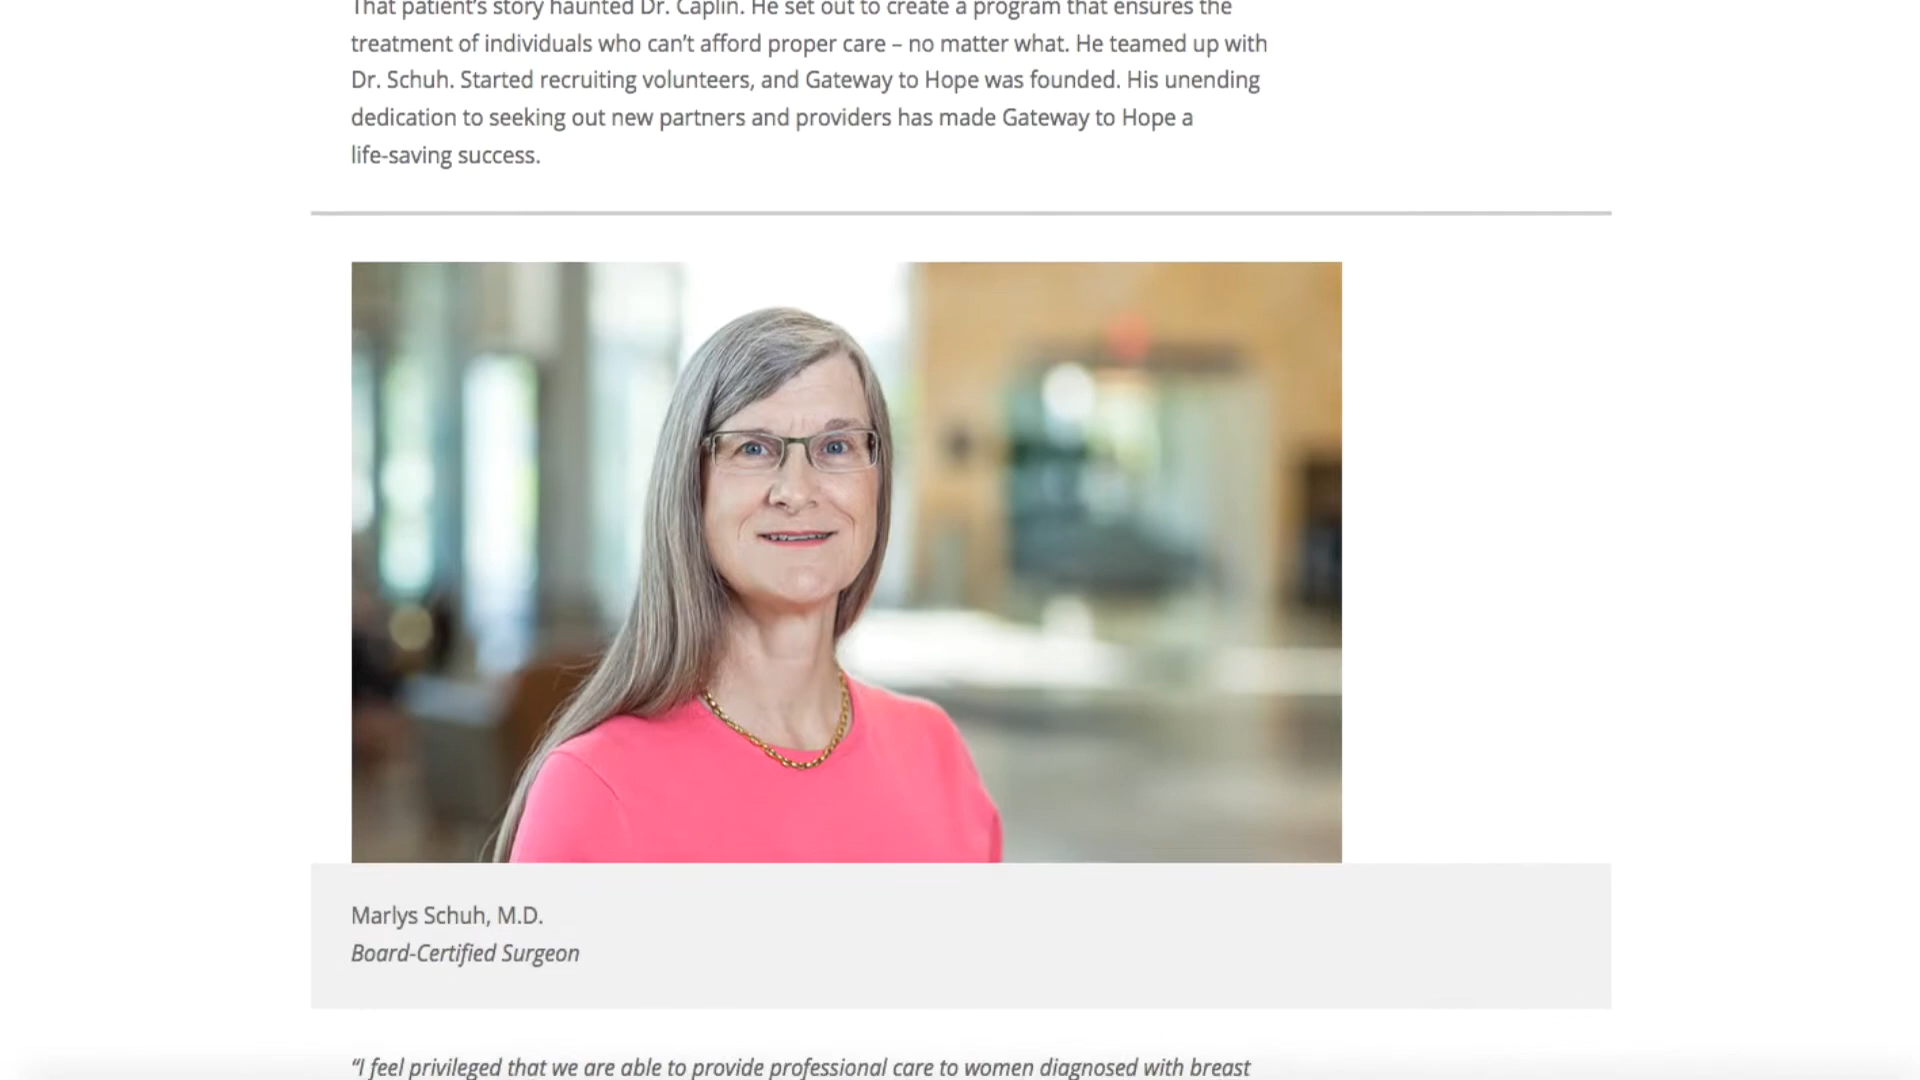 That patient's story haunted Dr. Caplin. He set out to create a program that ensures the
treatment of individuals who can't afford proper care – no matter what. He teamed up with
Dr. Schuh. Started recruiting volunteers, and Gateway to Hope was founded. His unending
dedication to seeking out new partners and providers has made Gateway to Hope a
life-saving success.
Marlys Schuh, M.D.
Board-Certified Surgeon
“I feel privileged that we are able to provide professional care to women diagnosed with breast